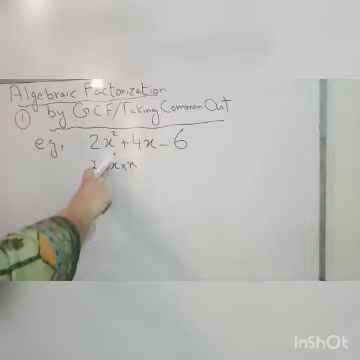 Algebraic Factorization
① by GCF/Taking Common Out
eg, 2x² + 4x - 6
2 x x x
InShOt